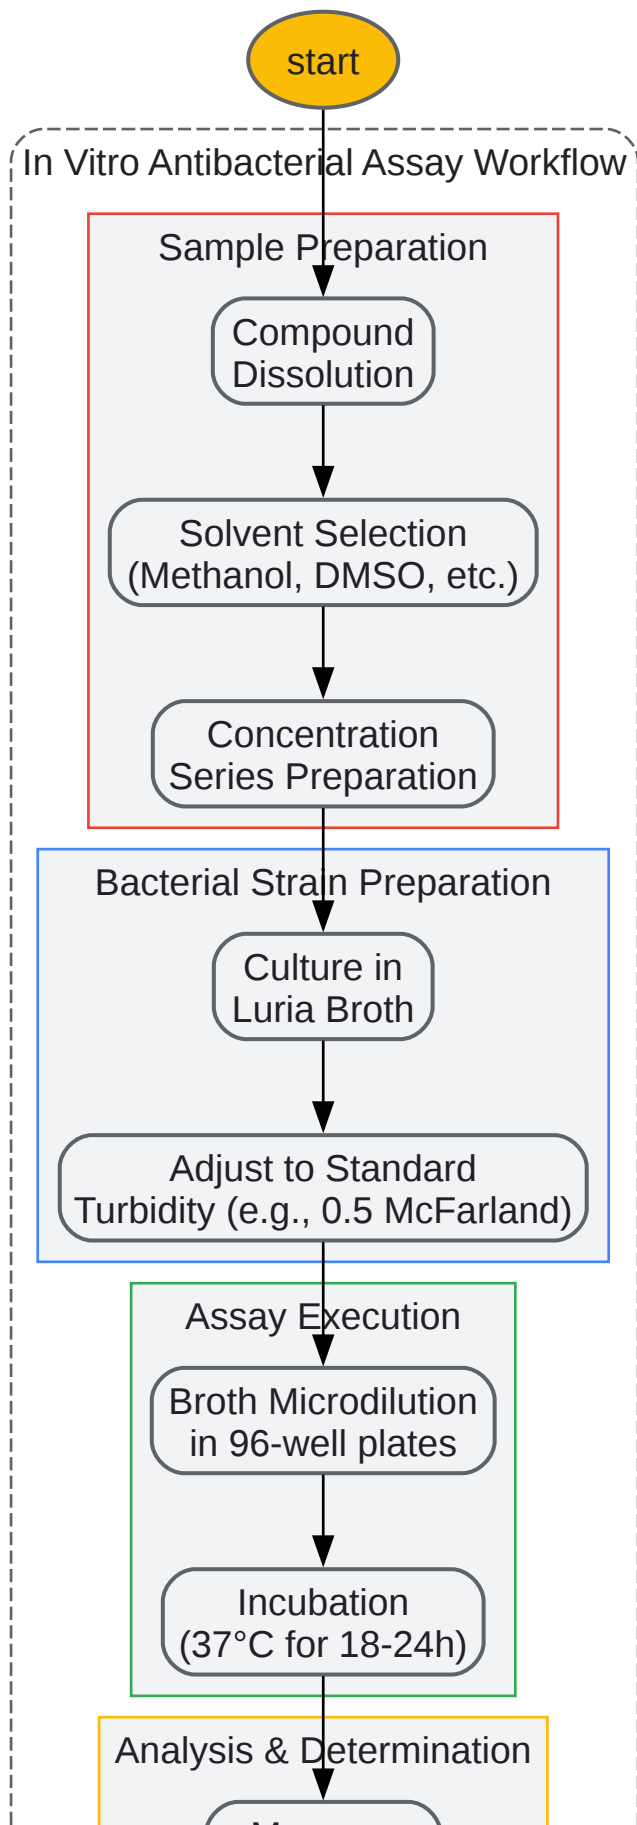 start
In Vitro Antibacterial Assay Workflow
Sample Preparation
Compound
Dissolution
Solvent Selection
(Methanol, DMSO, etc.)
Concentration
Series Preparation
Bacterial Strain Preparation
Culture in
Luria Broth
Adjust to Standard
Turbidity (e.g., 0.5 McFarland)
Assay Execution
Broth Microdilution
in 96-well plates
Incubation
(37°C for 18-24h)
Analysis & Determination